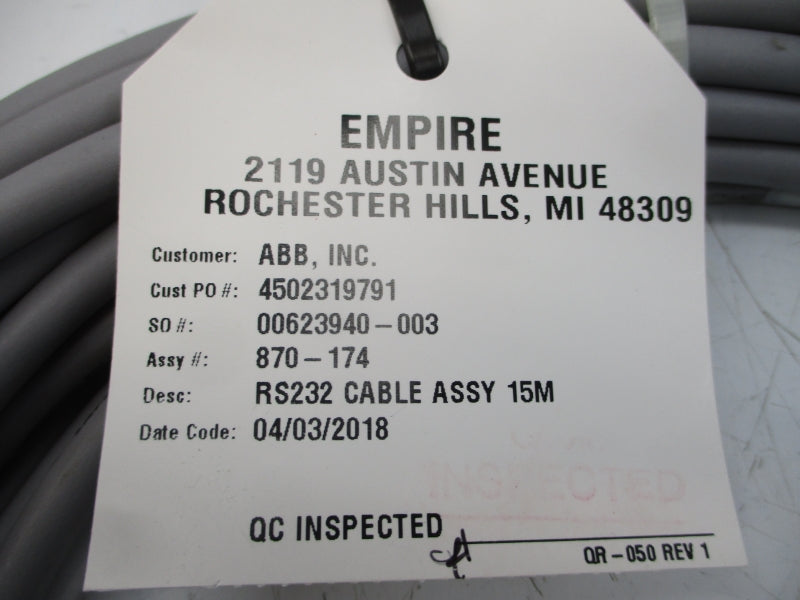 EMPIRE
2119 AUSTIN AVENUE
ROCHESTER HILLS, MI 48309
Customer: ABB, INC.
Cust PO #: 4502319791
SO #: 00623940-003
Assy #: 870-174
Desc: RS232 CABLE ASSY 15M
Date Code: 04/03/2018
INSPECTED
QC INSPECTED
QR-050 REV 1